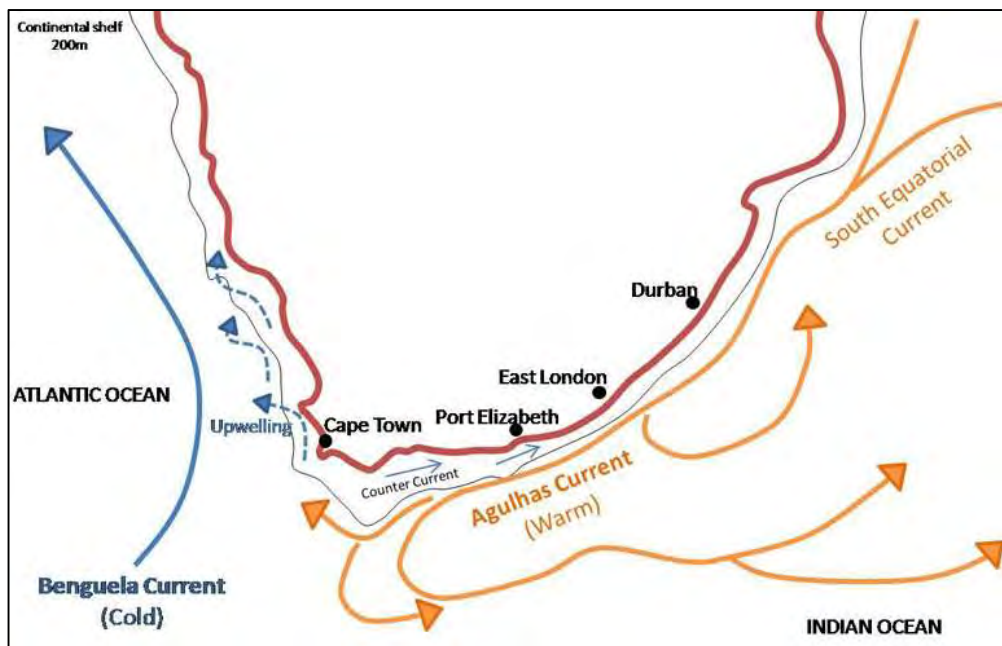 Continental shelf
200m
South Equatorial
Current
Durban
East London
ATLANTIC OCEAN
Port Elizabeth
Cape Town
Upwelling
Counter Current
Agulhas Current
(Warm)
Benguela Current
(Cold)
INDIAN OCEAN